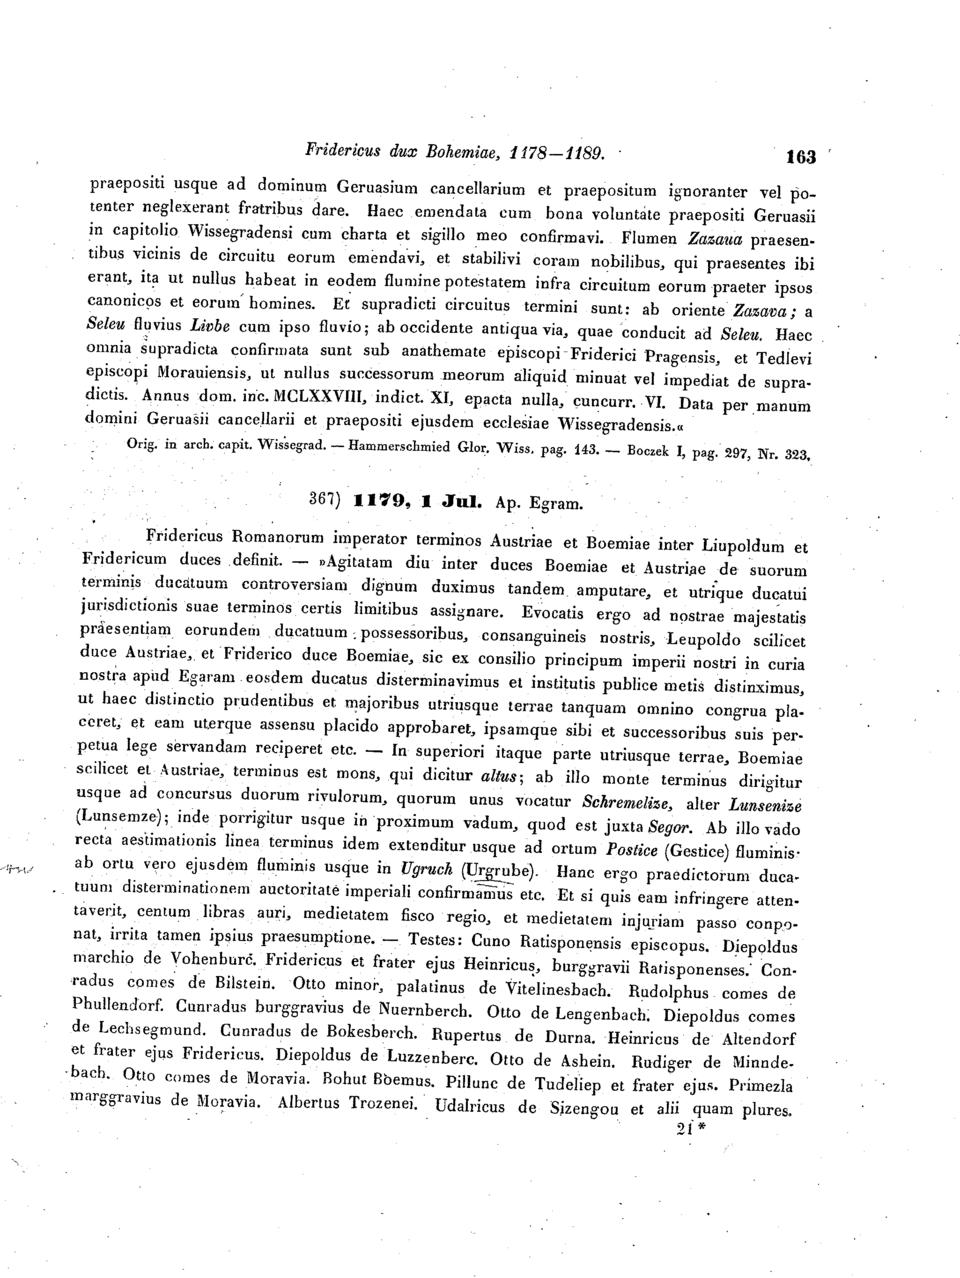 Fridericus dux Bohemiae, 1178—1189. 163
praepositi usque ad dominum Geruasium cancellarium et praepositum ignoranter vel po-
tenter neglexerant fratribus dare. Haec emendata cum bona voluntate praepositi Geruasii
in capitolio Wissegradensi cum charta et sigillo meo confirmavi. Flumen Zazaua praesen-
tibus vicinis de circuitu eorum emendavi, et stabilivi coram nobilibus, qui praesentes ibi
erant, ita ut nullus habeat in eodem flumine potestatem infra circuitum eorum praeter ipsos
canonicos et eorum homines. Et supradicti circuitus termini sunt: ab oriente Zazava; a
Seleu fluvius Livbe cum ipso fluvio; ab occidente antiqua via, quae conducit ad Seleu. Haec
omnia supradicta confirmata sunt sub anathemate episcopi Friderici Pragensis, et Tedlevi
episcopi Morauiensis, ut nullus successorum meorum aliquid minuat vel impediat de supra-
dictis. Annus dom. inc. MCLXXVIII, indict. XI, epacta nulla, cuncurr. VI. Data per manum
domini Geruasii cancellarii et praepositi ejusdem ecclesiae Wissegradensis.«
Orig. in arch. capit. Wissegrad. — Hammerschmied Glor. Wiss. pag. 143. — Boczek I, pag. 297, Nr. 323.
367) 1179, 1 Jul. Ap. Egram.
Fridericus Romanorum imperator terminos Austriae et Boemiae inter Liupoldum et
Fridericum duces definit. — »Agitatam diu inter duces Boemiae et Austriae de suorum
terminis ducatuum controversiam dignum duximus tandem amputare, et utrique ducatui
jurisdictionis suae terminos certis limitibus assignare. Evocatis ergo ad nostrae majestatis
praesentiam eorundem ducatuum possessoribus, consanguineis nostris, Leupoldo scilicet
duce Austriae, et Friderico duce Boemiae, sic ex consilio principum imperii nostri in curia
nostra apud Egaram eosdem ducatus disterminavimus et institutis publice metis distinximus,
ut haec distinctio prudentibus et majoribus utriusque terrae tanquam omnino congrua pla-
ceret, et eam uterque assensu placido approbaret, ipsamque sibi et successoribus suis per-
petua lege servandam reciperet etc. — In superiori itaque parte utriusque terrae, Boemiae
scilicet et Austriae, terminus est mons, qui dicitur altus; ab illo monte terminus dirigitur
usque ad concursus duorum rivulorum, quorum unus vocatur Schremelize, alter Lunsenize
(Lunsemze); inde porrigitur usque in proximum vadum, quod est juxta Segor. Ab illo vado
recta aestimationis linea terminus idem extenditur usque ad ortum Postice (Gestice) fluminis
ab ortu vero ejusdem fluminis usque in Ugruch (Urgrube). Hanc ergo praedictorum duca-
tuum disterminationem auctoritate imperiali confirmamus etc. Et si quis eam infringere atten-
taverit, centum libras auri, medietatem fisco regio, et medietatem injuriam passo conpo-
nat, irrita tamen ipsius praesumptione. — Testes: Cuno Ratisponensis episcopus. Diepoldus
marchio de Vohenburc. Fridericus et frater ejus Heinricus, burggravii Ratisponenses. Con-
radus comes de Bilstein. Otto minor, palatinus de Vitelinesbach. Rudolphus comes de
Phullendorf. Cunradus burggravius de Nuernberch. Otto de Lengenbach. Diepoldus comes
de Lechsegmund. Cunradus de Bokesberch. Rupertus de Durna. Heinricus de Altendorf
et frater ejus Fridericus. Diepoldus de Luzzenberc. Otto de Ashein. Rudiger de Minnde-
bach. Otto comes de Moravia. Bohut Boemus. Pillunc de Tudeliep et frater ejus. Primezla
marggravius de Moravia. Albertus Trozenei. Udalricus de Sizengou et alii quam plures.
21*